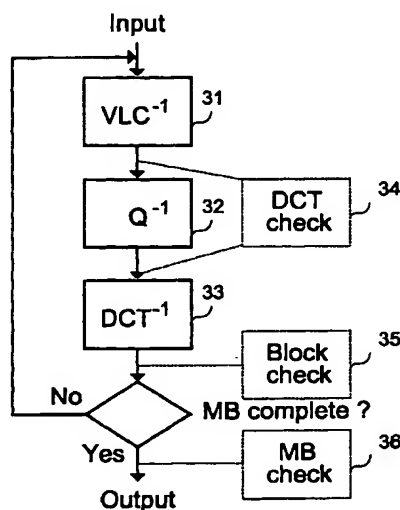 Input
VLC⁻¹
31
Q⁻¹
32
DCT
check
34
DCT⁻¹
33
Block
check
35
No
MB complete ?
Yes
MB
check
36
Output